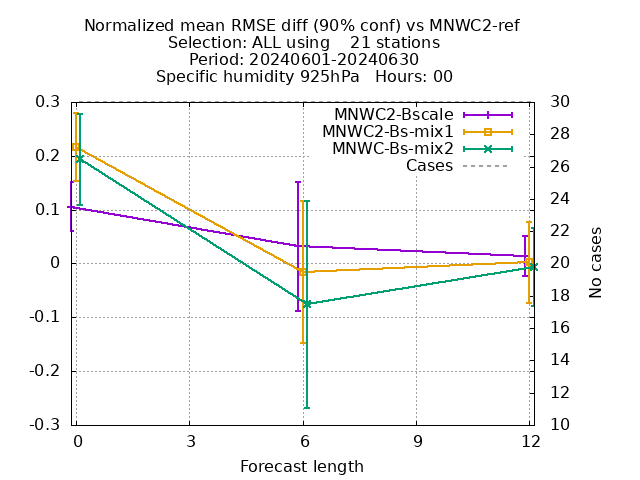 Normalized mean RMSE diff (90% conf) vs MNWC2-ref
Selection: ALL using    21 stations
Period: 20240601-20240630
Specific humidity 925hPa   Hours: 00
MNWC2-Bscale
MNWC2-Bs-mix1
MNWC-Bs-mix2
Cases
0.3
0.2
0.1
0
-0.1
-0.2
-0.3
30
28
26
24
22
20
18
16
14
12
10
No cases
0 3 6 9 12
Forecast length